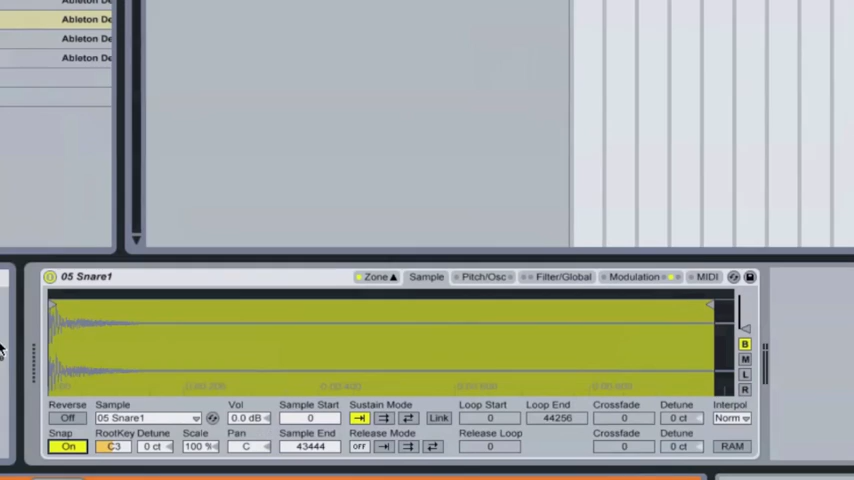 Ableton De
Ableton De
Ableton De
05 Snare1
Zone Sample Pitch/Osc Filter/Global Modulation MIDI
B
M
L
R
Reverse Sample Vol Sample Start Sustain Mode Loop Start Loop End Crossfade Detune Interpol
Off 05 Snare1 0.0 dB 0 Link 0 44256 0 0 ct Norm
Snap RootKey Detune Scale Pan Sample End Release Mode Release Loop Crossfade Detune
On C3 0 ct 100 % C 43444 OFF 0 0 0 ct RAM